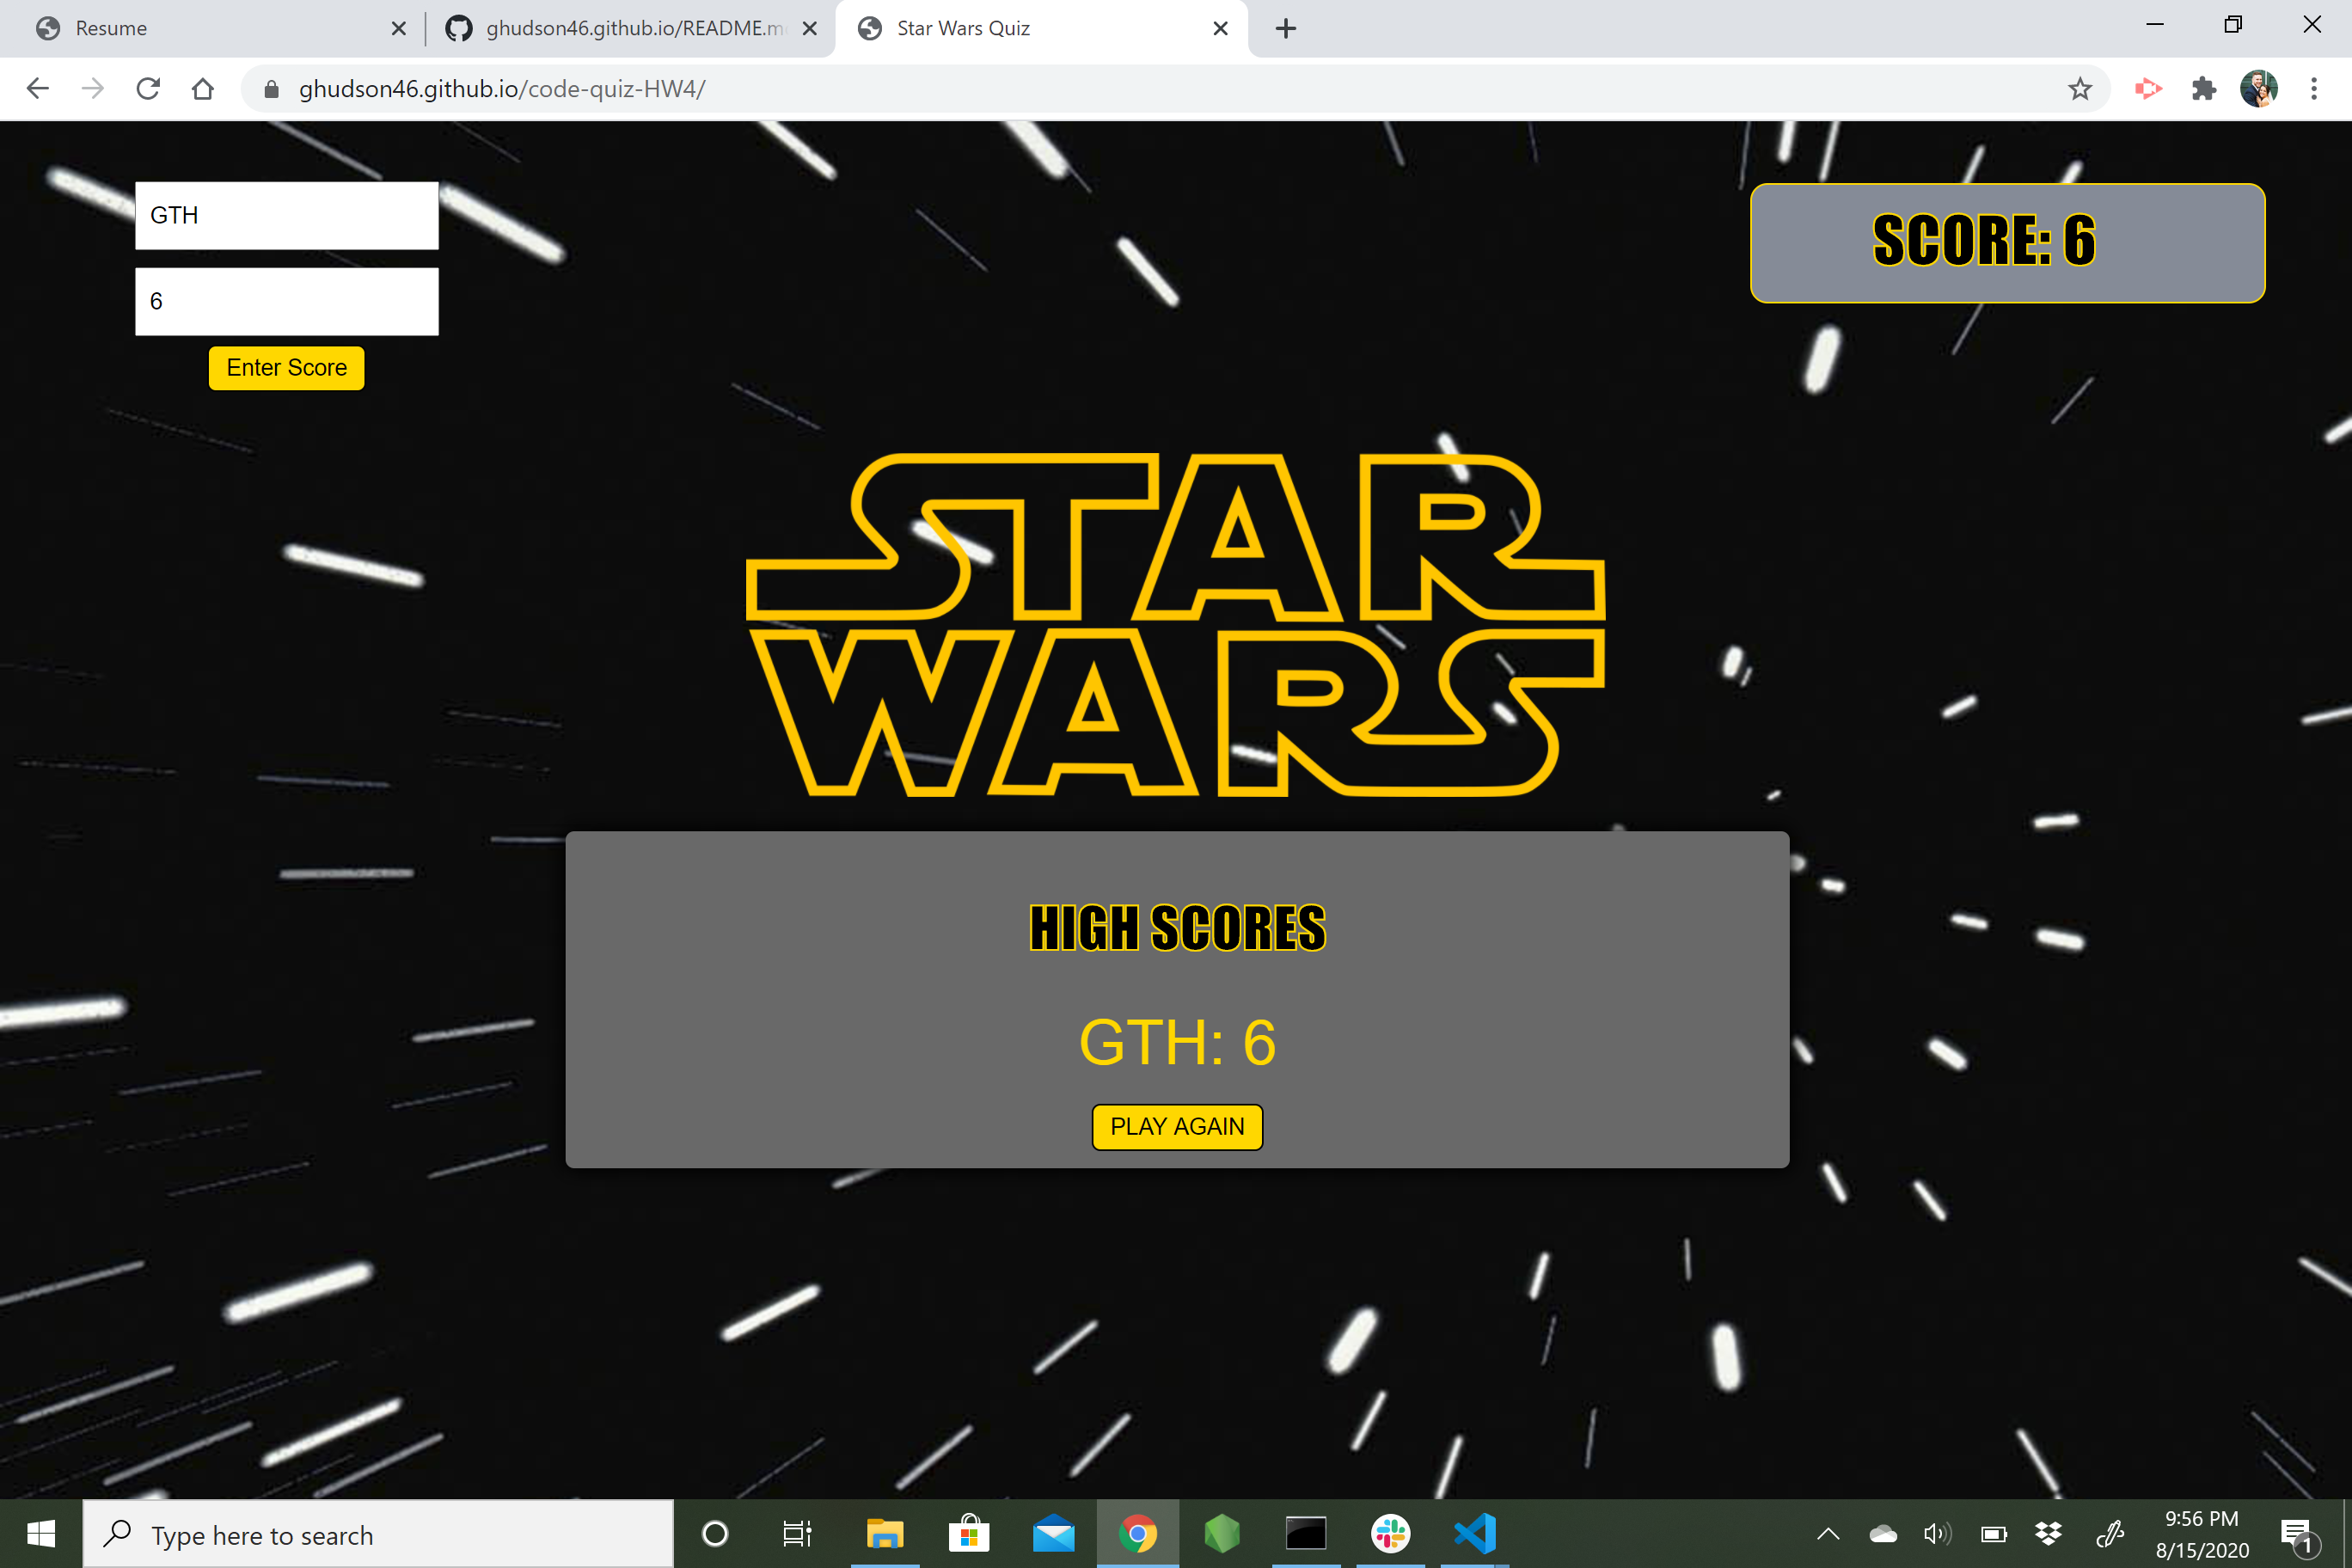 Resume
ghudson46.github.io/README.m
Star Wars Quiz
ghudson46.github.io/code-quiz-HW4/
GTH
6
Enter Score
SCORE: 6
STAR
WARS
HIGH SCORES
GTH: 6
PLAY AGAIN
Type here to search
9:56 PM
8/15/2020
1